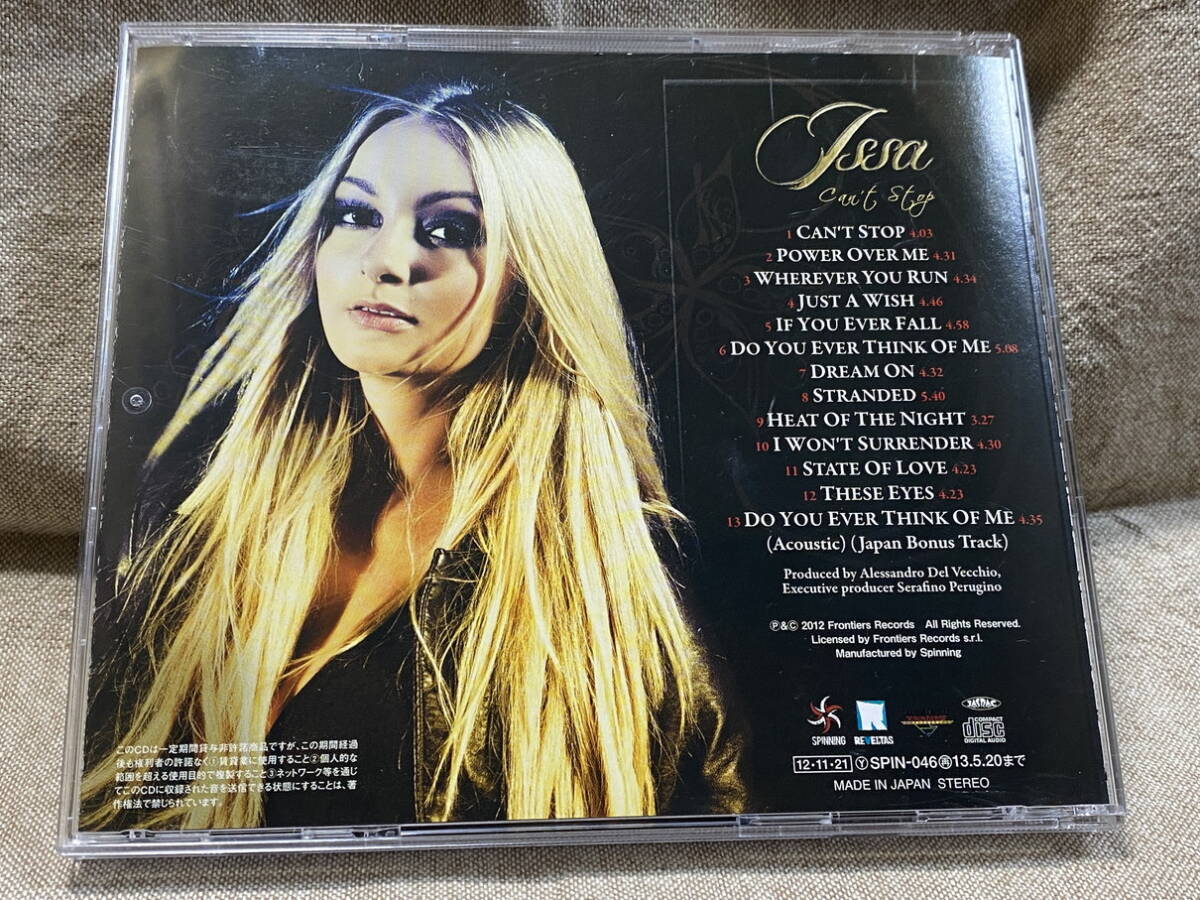 Issa
Can't Stop
1 CAN'T STOP 4.03
2 POWER OVER ME 4.31
3 WHEREVER YOU RUN 4.34
4 JUST A WISH 4.46
5 IF YOU EVER FALL 4.58
6 DO YOU EVER THINK OF ME 5.08
7 DREAM ON 4.32
8 STRANDED 5.40
9 HEAT OF THE NIGHT 3.27
10 I WON'T SURRENDER 4.30
11 STATE OF LOVE 4.23
12 THESE EYES 4.23
13 DO YOU EVER THINK OF ME 4.35
(Acoustic) (Japan Bonus Track)
Produced by Alessandro Del Vecchio,
Executive producer Serafino Perugino
Ⓟ&Ⓒ 2012 Frontiers Records All Rights Reserved.
Licensed by Frontiers Records s.r.l.
Manufactured by Spinning
SPINNING
REVELTAS
JASRAC
COMPACT
disc
DIGITAL AUDIO
12・11・21 Ⓨ SPIN-046 再 13.5.20まで
MADE IN JAPAN STEREO
このCDは一定期間貸与非許諾商品ですが、この期間経過
後も権利者の許諾なく①賃貸業に使用すること②個人的な
範囲を超える使用目的で複製すること③ネットワーク等を通じ
てこのCDに収録された音を送信できる状態にすることは、著
作権法で禁じられています。